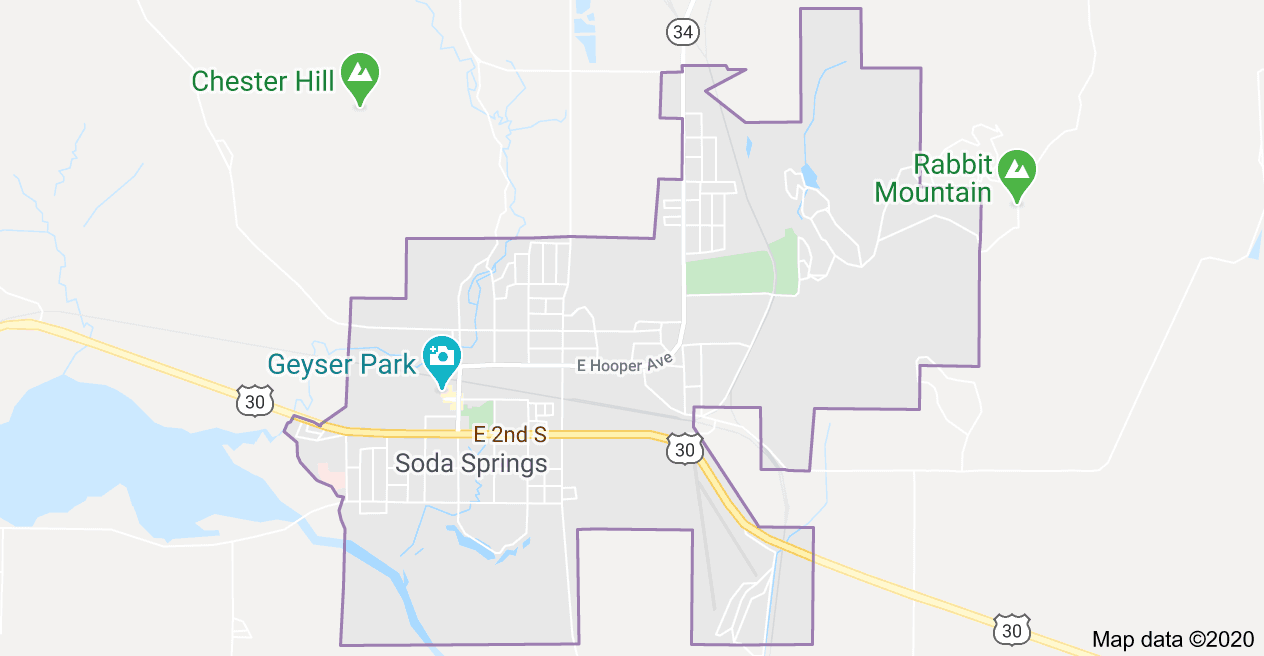 34
Chester Hill
Rabbit
Mountain
Geyser Park
E Hooper Ave
30
E 2nd S
30
Soda Springs
30
Map data ©2020